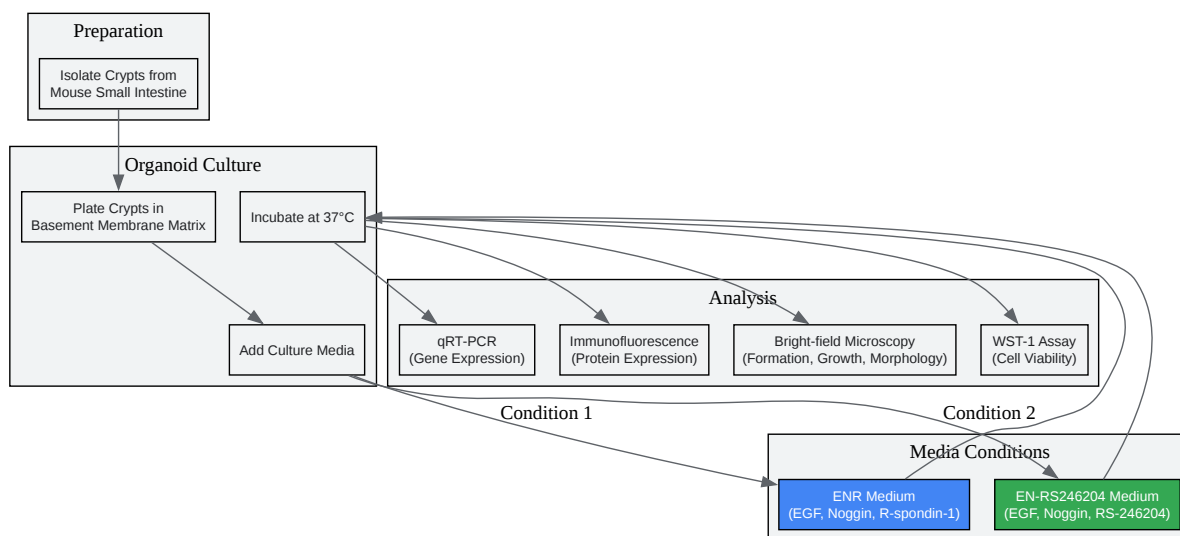 Preparation
Isolate Crypts from
Mouse Small Intestine
Organoid Culture
Plate Crypts in
Basement Membrane Matrix
Incubate at 37°C
Add Culture Media
Analysis
qRT-PCR
(Gene Expression)
Immunofluorescence
(Protein Expression)
Bright-field Microscopy
(Formation, Growth, Morphology)
WST-1 Assay
(Cell Viability)
Condition 1
Condition 2
Media Conditions
ENR Medium
(EGF, Noggin, R-spondin-1)
EN-RS246204 Medium
(EGF, Noggin, RS-246204)